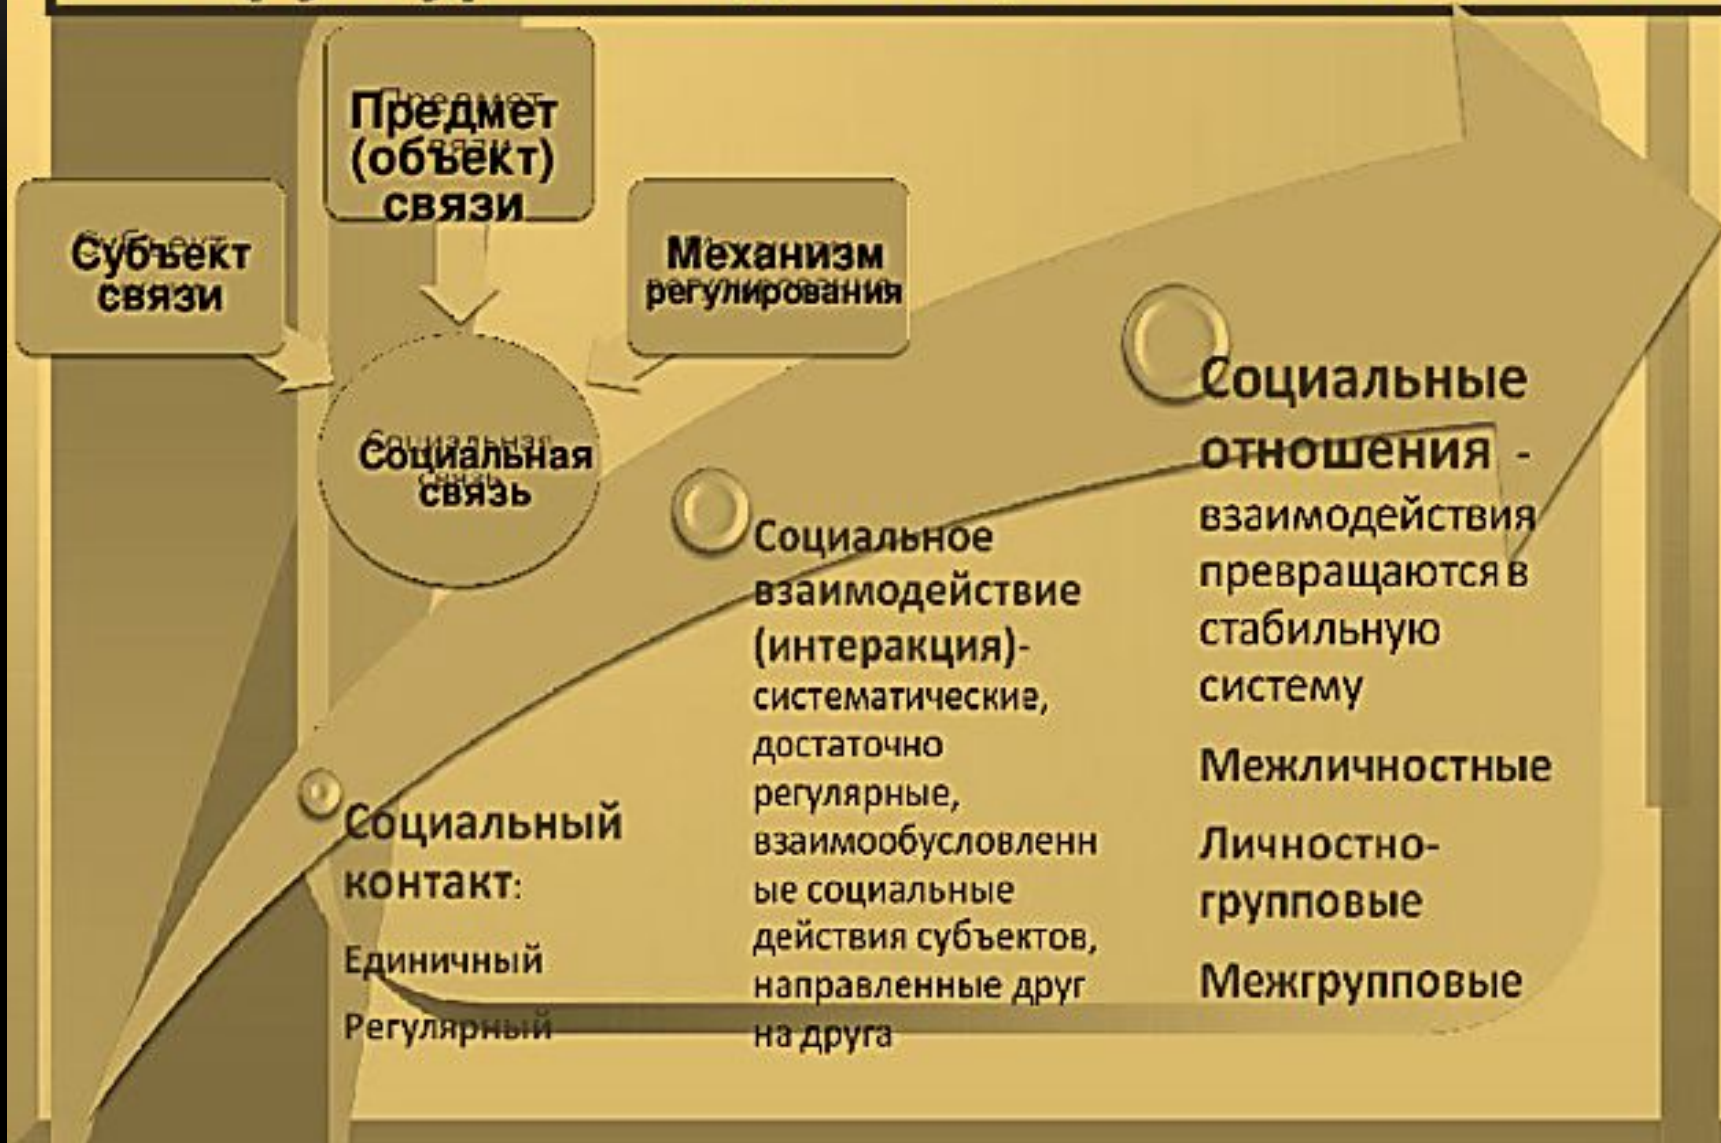 Предмет
(объект)
связи
Субъект
связи
Механизм
регулирования
Социальная
связь
Социальный
контакт:
Единичный
Регулярный
Социальное
взаимодействие
(интеракция)-
систематические,
достаточно
регулярные,
взаимообусловленн
ые социальные
действия субъектов,
направленные друг
на друга
Социальные
отношения -
взаимодействия
превращаются в
стабильную
систему
Межличностные
Личностно-
групповые
Межгрупповые